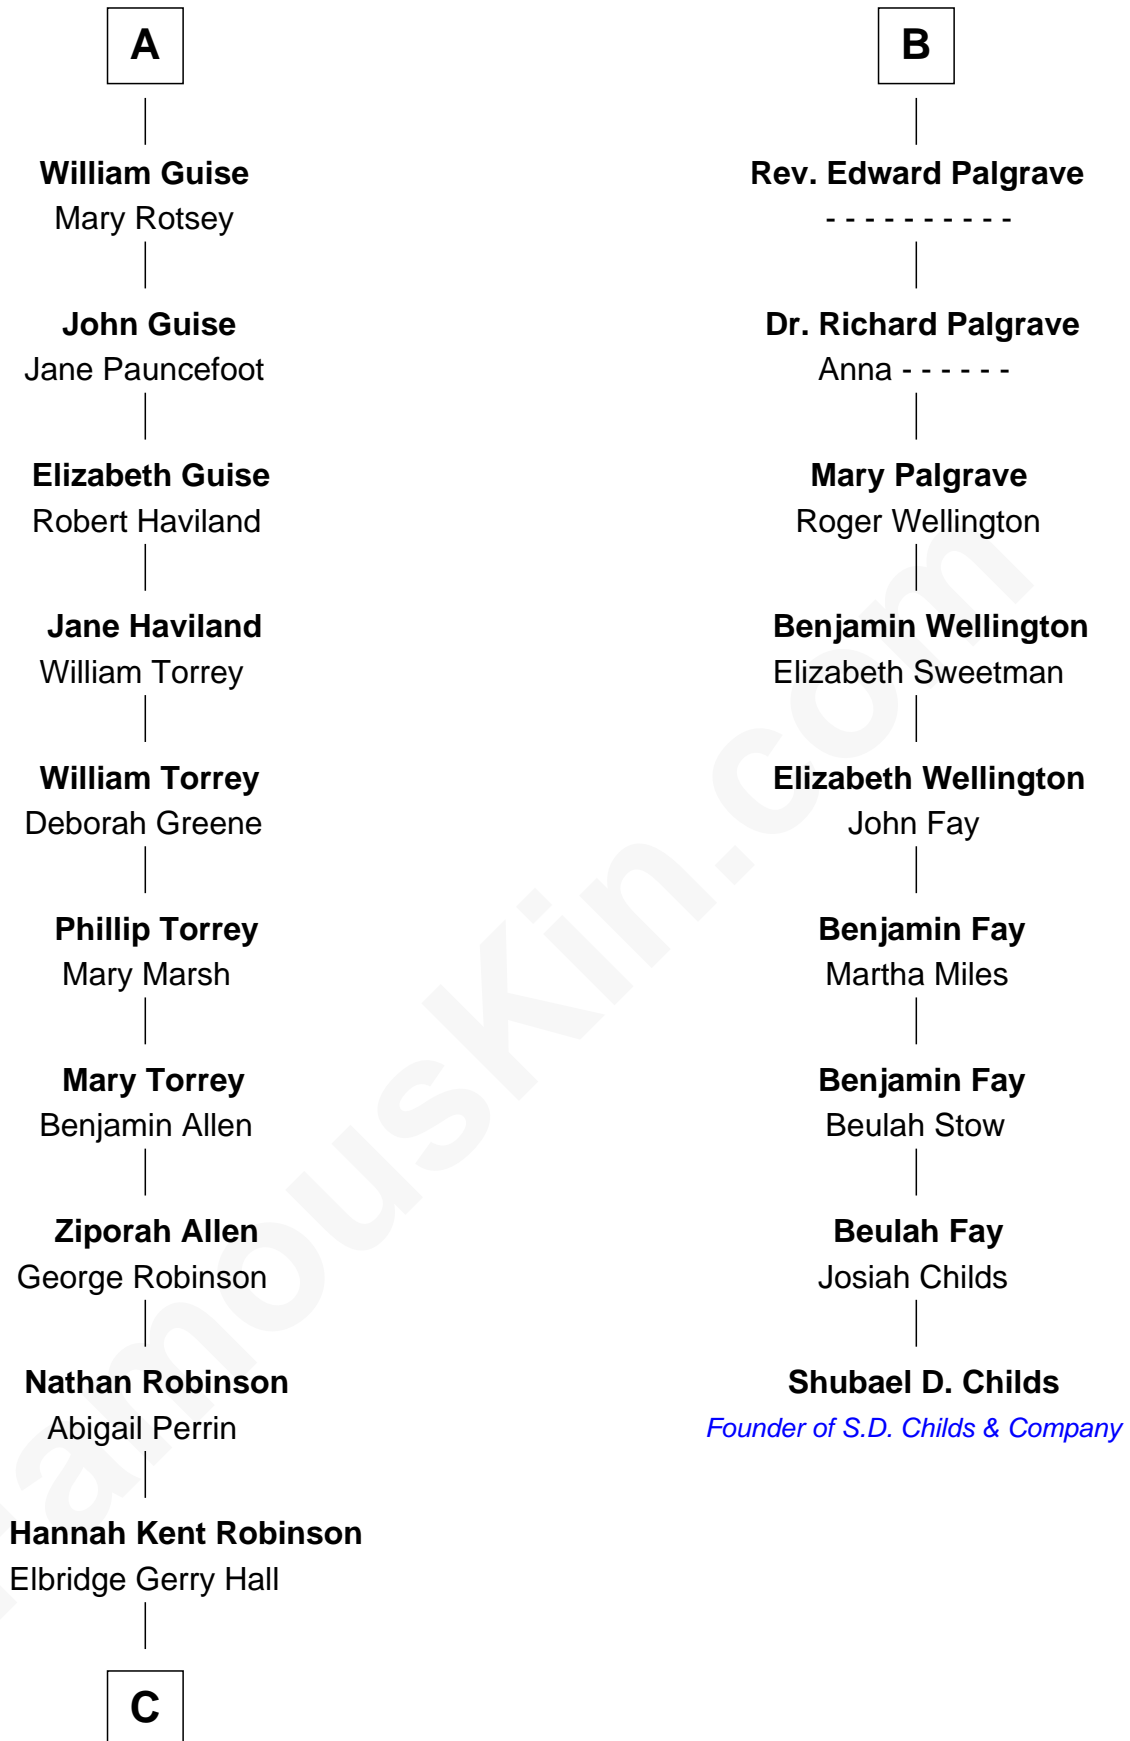 A
William Guise
Mary Rotsey
John Guise
Jane Pauncefoot
Elizabeth Guise
Robert Haviland
Jane Haviland
William Torrey
William Torrey
Deborah Greene
Phillip Torrey
Mary Marsh
Mary Torrey
Benjamin Allen
Ziporah Allen
George Robinson
Nathan Robinson
Abigail Perrin
Hannah Kent Robinson
Elbridge Gerry Hall
C
B
Rev. Edward Palgrave
- - - - - - - - - -
Dr. Richard Palgrave
Anna - - - - - -
Mary Palgrave
Roger Wellington
Benjamin Wellington
Elizabeth Sweetman
Elizabeth Wellington
John Fay
Benjamin Fay
Martha Miles
Benjamin Fay
Beulah Stow
Beulah Fay
Josiah Childs
Shubael D. Childs
Founder of S.D. Childs & Company
FamousKin.com